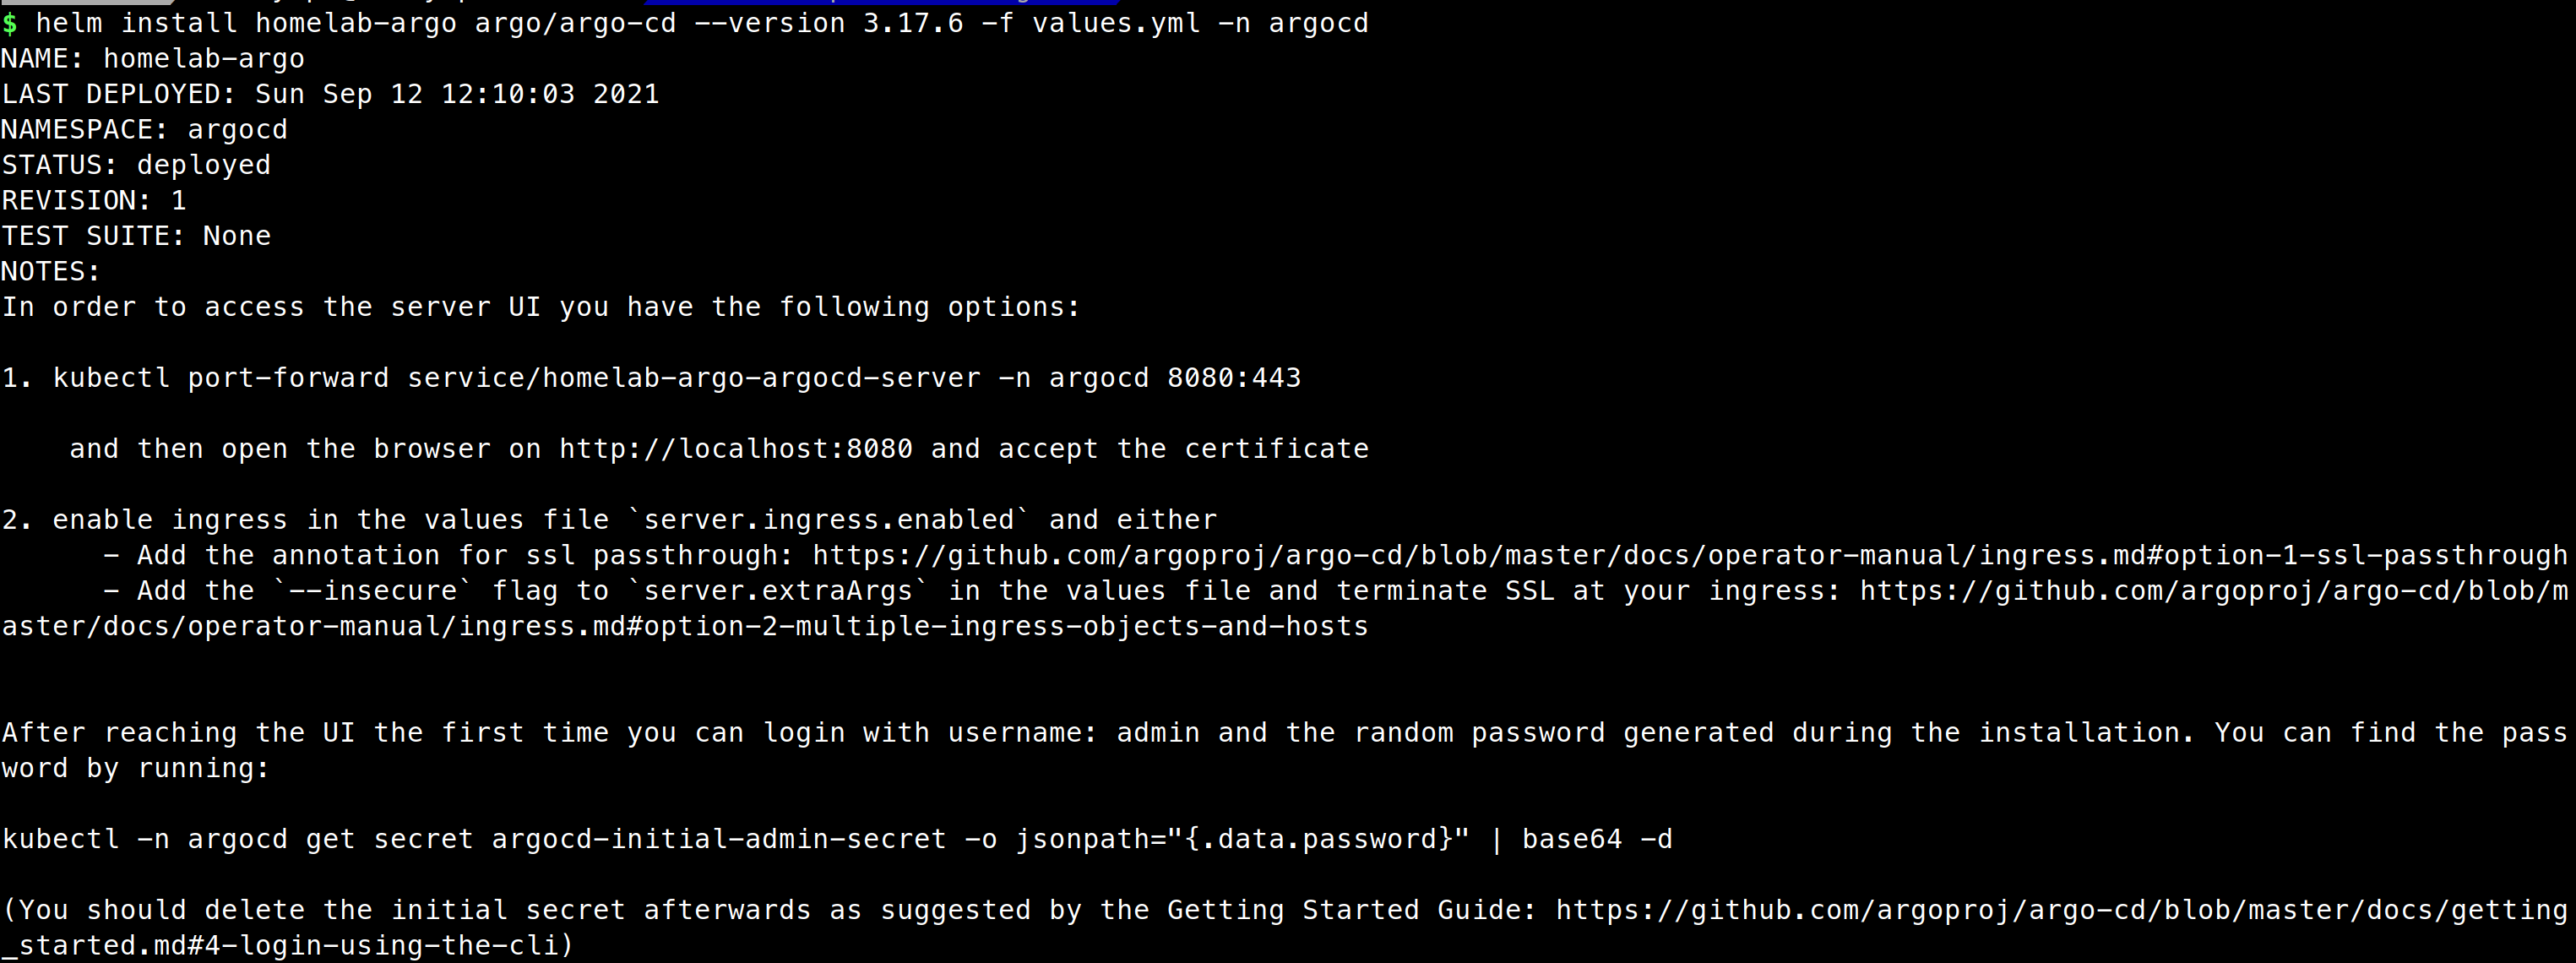 $ helm install homelab-argo argo/argo-cd --version 3.17.6 -f values.yml -n argocd
NAME: homelab-argo
LAST DEPLOYED: Sun Sep 12 12:10:03 2021
NAMESPACE: argocd
STATUS: deployed
REVISION: 1
TEST SUITE: None
NOTES:
In order to access the server UI you have the following options:

1. kubectl port-forward service/homelab-argo-argocd-server -n argocd 8080:443

    and then open the browser on http://localhost:8080 and accept the certificate

2. enable ingress in the values file `server.ingress.enabled` and either
      - Add the annotation for ssl passthrough: https://github.com/argoproj/argo-cd/blob/master/docs/operator-manual/ingress.md#option-1-ssl-passthrough
      - Add the `--insecure` flag to `server.extraArgs` in the values file and terminate SSL at your ingress: https://github.com/argoproj/argo-cd/blob/m
aster/docs/operator-manual/ingress.md#option-2-multiple-ingress-objects-and-hosts

After reaching the UI the first time you can login with username: admin and the random password generated during the installation. You can find the pass
word by running:

kubectl -n argocd get secret argocd-initial-admin-secret -o jsonpath="{.data.password}" | base64 -d

(You should delete the initial secret afterwards as suggested by the Getting Started Guide: https://github.com/argoproj/argo-cd/blob/master/docs/getting
_started.md#4-login-using-the-cli)